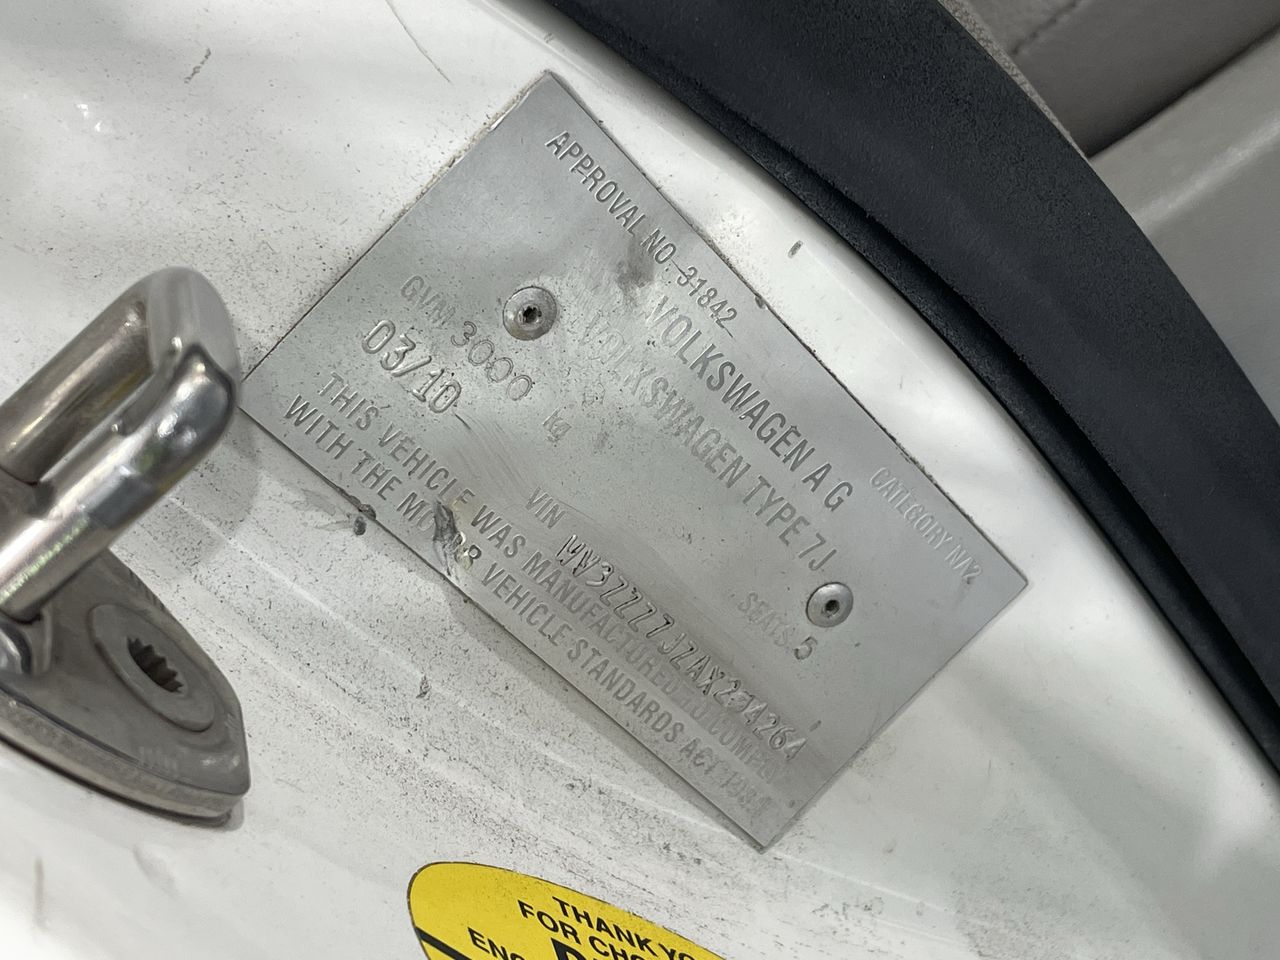 APPROVAL NO. 31842 CATEGORY NA2
VOLKSWAGEN A G
VOLKSWAGEN TYPE 7J
GVM 3000 kg SEATS 5
03/10 VIN WV3ZZZ7JZAX234264
THIS VEHICLE WAS MANUFACTURED TO COMPLY
WITH THE MOTOR VEHICLE STANDARDS ACT 1989
THANK YO
FOR CHO